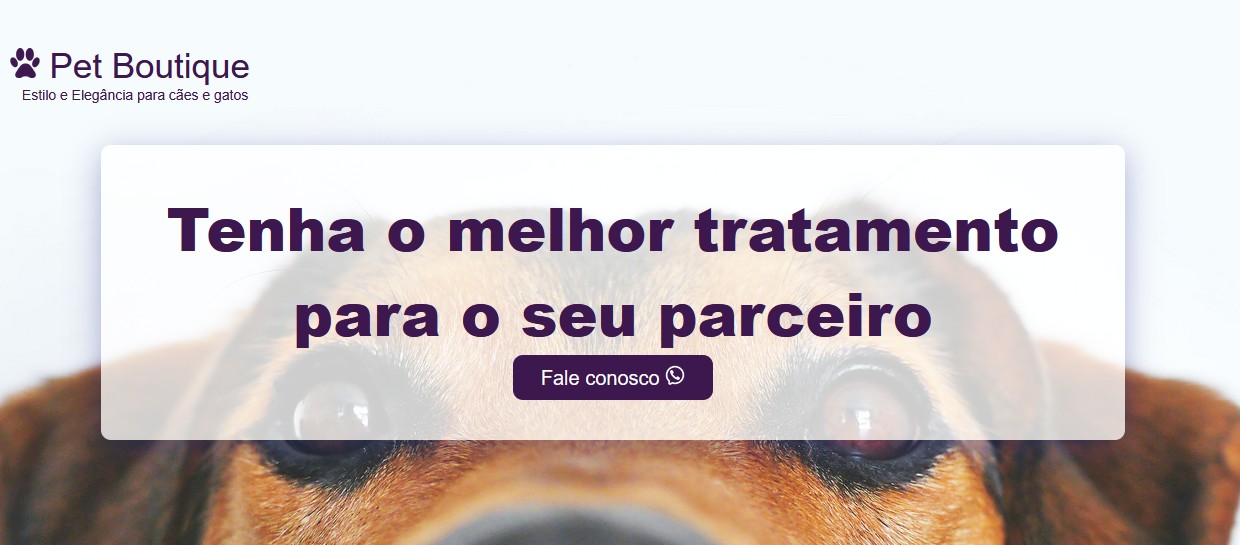 Pet Boutique
Estilo e Elegância para cães e gatos
Tenha o melhor tratamento
para o seu parceiro
Fale conosco